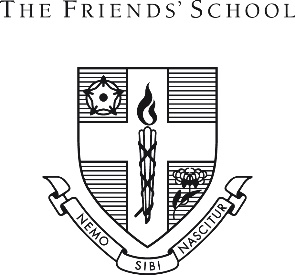 THE FRIENDS' SCHOOL
NEMO SIBI NASCITUR